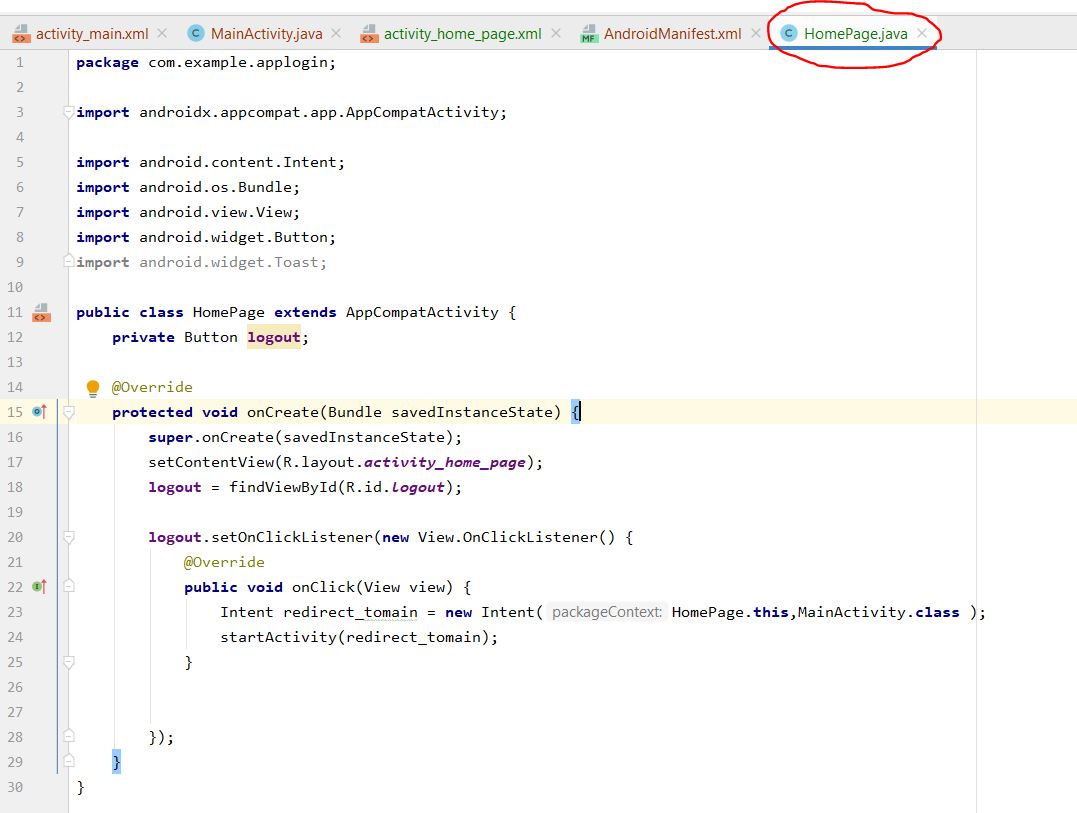 activity_main.xml MainActivity.java activity_home_page.xml AndroidManifest.xml HomePage.java
1 package com.example.applogin;
2
3 import androidx.appcompat.app.AppCompatActivity;
4
5 import android.content.Intent;
6 import android.os.Bundle;
7 import android.view.View;
8 import android.widget.Button;
9 import android.widget.Toast;
10
11 public class HomePage extends AppCompatActivity {
12 private Button logout;
13
14 @Override
15 protected void onCreate(Bundle savedInstanceState) {
16 super.onCreate(savedInstanceState);
17 setContentView(R.layout.activity_home_page);
18 logout = findViewById(R.id.logout);
19
20 logout.setOnClickListener(new View.OnClickListener() {
21 @Override
22 public void onClick(View view) {
23 Intent redirect_tomain = new Intent( packageContext: HomePage.this,MainActivity.class );
24 startActivity(redirect_tomain);
25 }
26
27
28 });
29 }
30 }